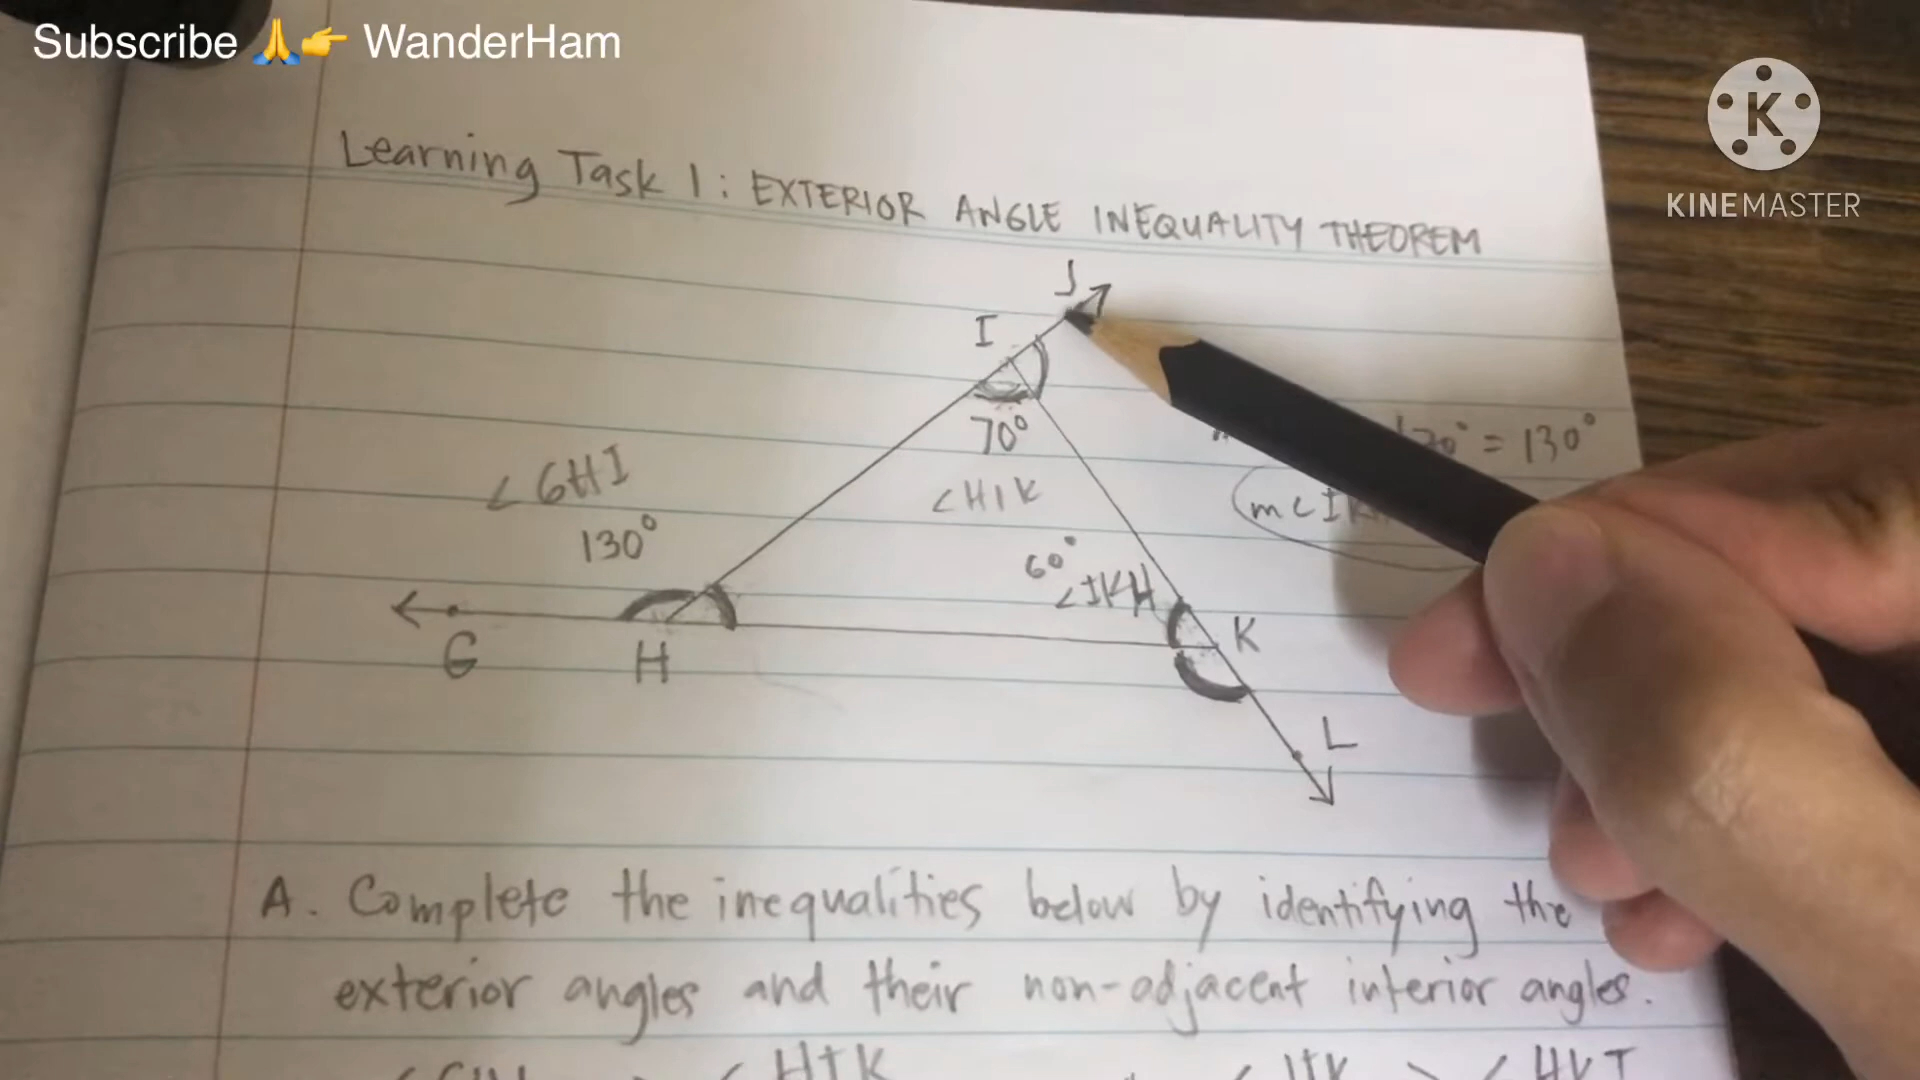 Subscribe 🙏👉 WanderHam
K
KINEMASTER
Learning Task 1: EXTERIOR ANGLE INEQUALITY THEOREM
J
I
70°
= 130°
∠GHI
∠HIK
130°
60°
∠IKH
G
H
K
L
A. Complete the inequalities below by identifying the
exterior angles and their non-adjacent interior angles.
∠ HIK